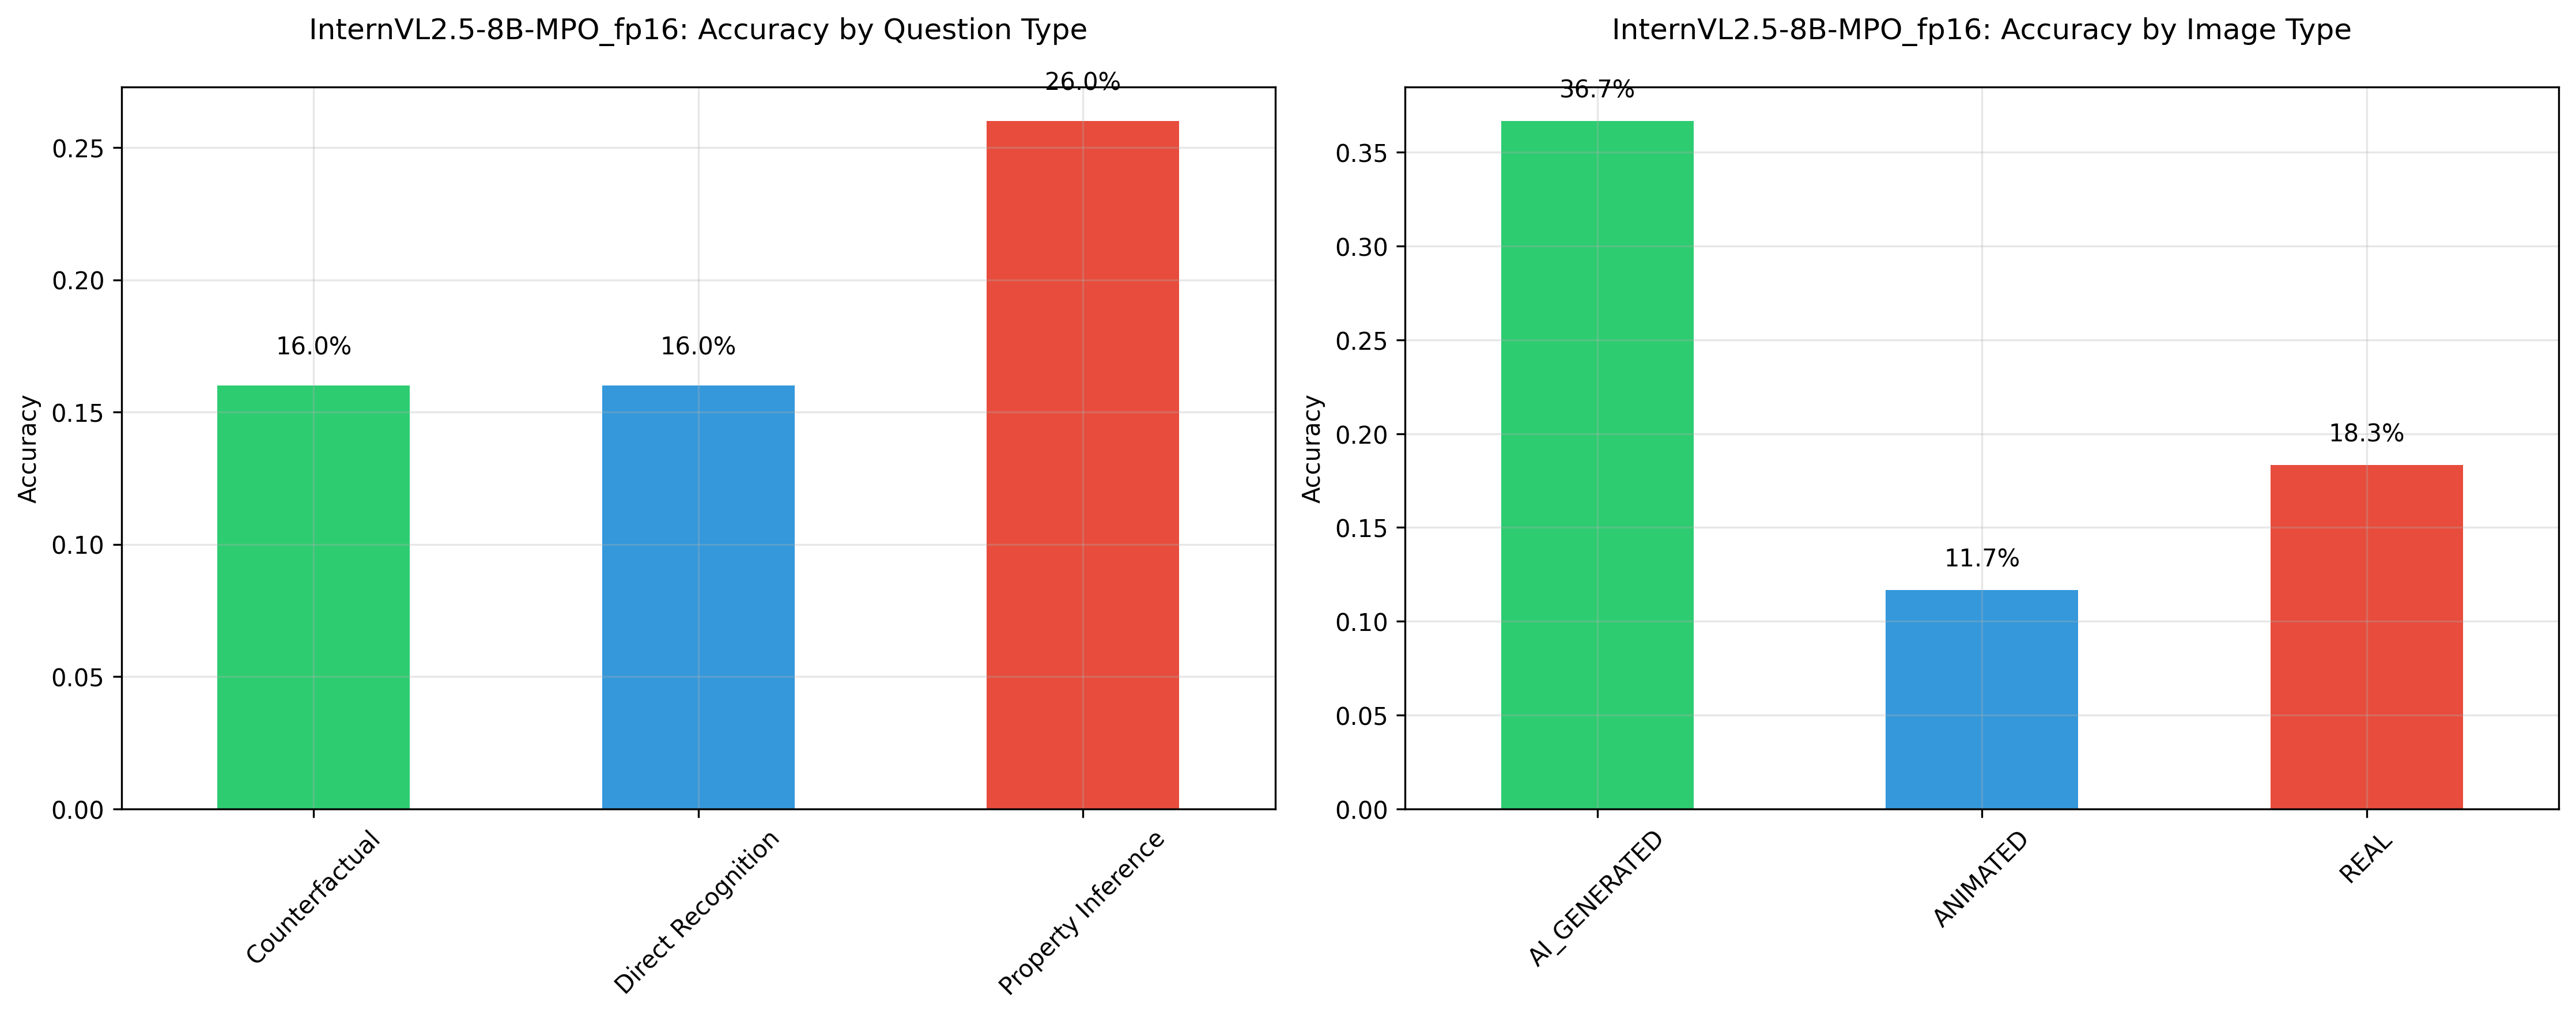 InternVL2.5-8B-MPO_fp16: Accuracy by Question Type
26.0%
0.25
0.20
16.0%
16.0%
0.15
0.10
0.05
0.00
Accuracy
Counterfactual
Direct Recognition
Property Inference
InternVL2.5-8B-MPO_fp16: Accuracy by Image Type
36.7%
0.35
0.30
0.25
0.20
18.3%
0.15
11.7%
0.10
0.05
0.00
Accuracy
AI_GENERATED
ANIMATED
REAL